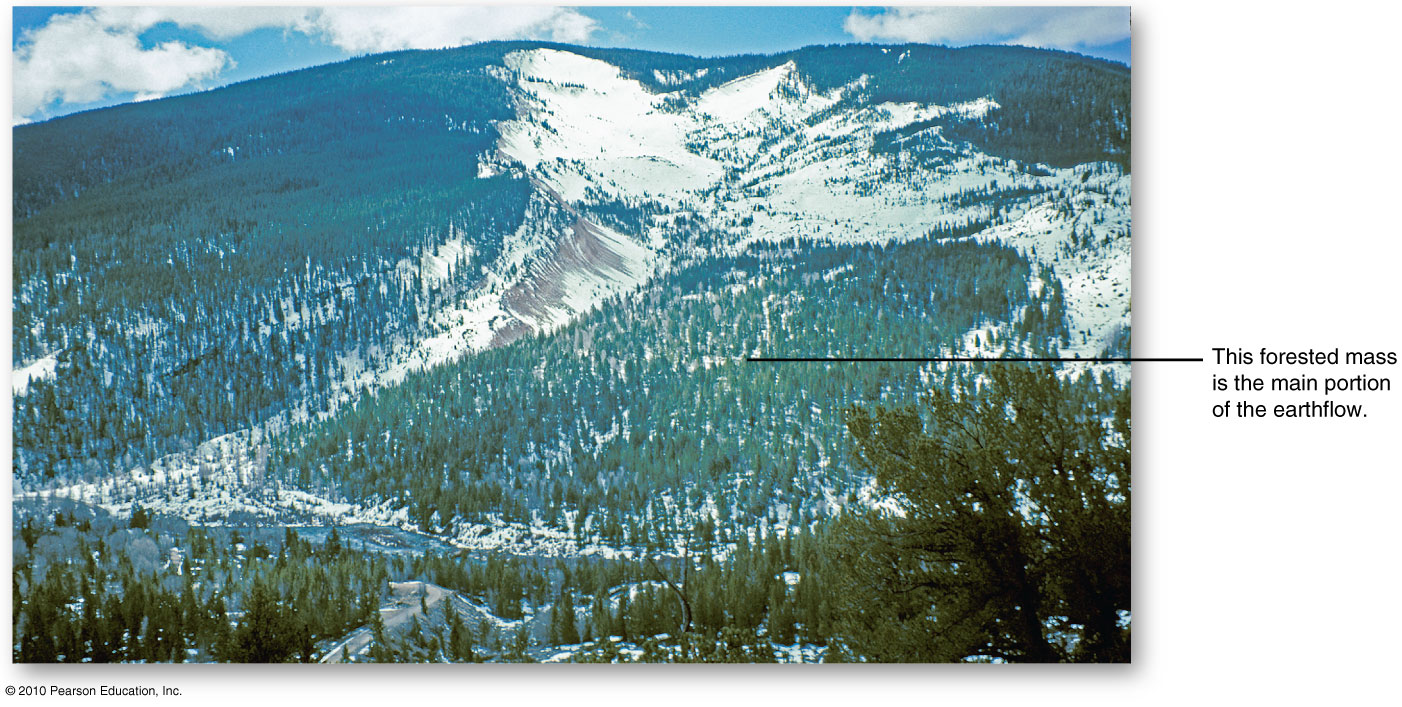 This forested mass
is the main portion
of the earthflow.
© 2010 Pearson Education, Inc.